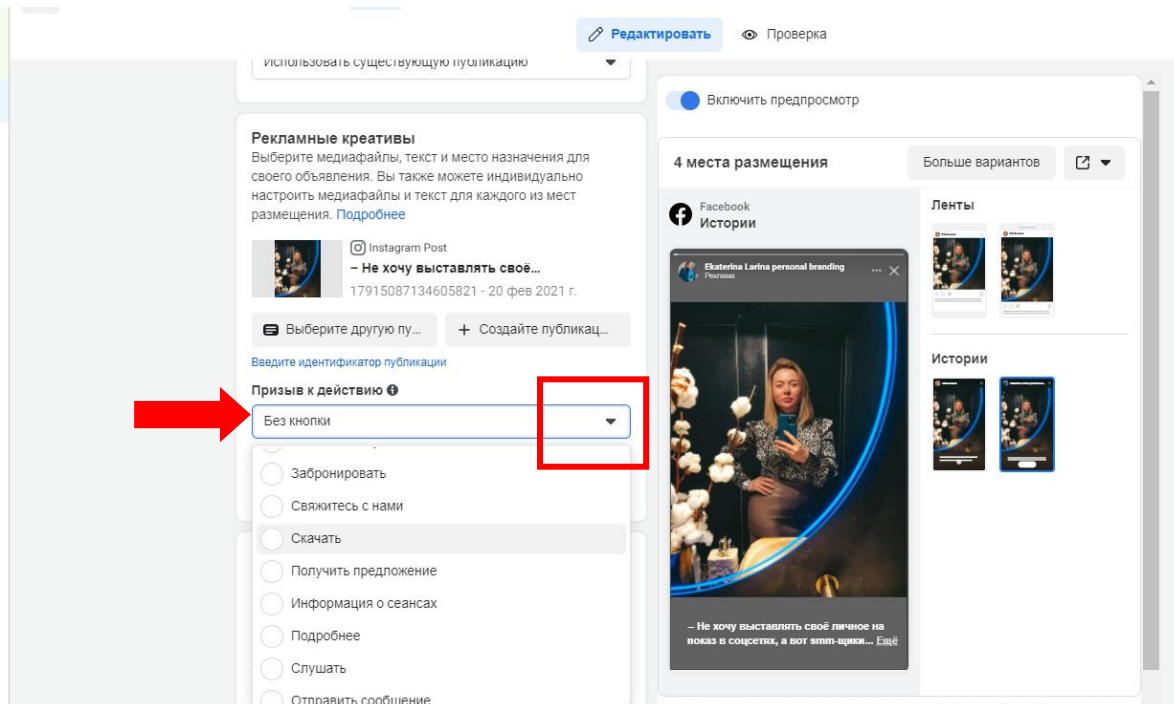 Редактировать
Проверка
Использовать существующую публикацию
Включить предпросмотр
Рекламные креативы
Выберите медиафайлы, текст и место назначения для
своего объявления. Вы также можете индивидуально
настроить медиафайлы и текст для каждого из мест
размещения. Подробнее
Instagram Post
– Не хочу выставлять своё...
17915087134605821 - 20 фев 2021 г.
Выберите другую пу...
+ Создайте публикац...
Введите идентификатор публикации
Призыв к действию
Без кнопки
Забронировать
Свяжитесь с нами
Скачать
Получить предложение
Информация о сеансах
Подробнее
Слушать
Отправить сообщение
4 места размещения
Больше вариантов
Facebook
Истории
Ekaterina Larina personal branding
Реклама
– Не хочу выставлять своё личное на
показ в соцсетях, а вот smm-щики... Ещё
Ленты
Истории